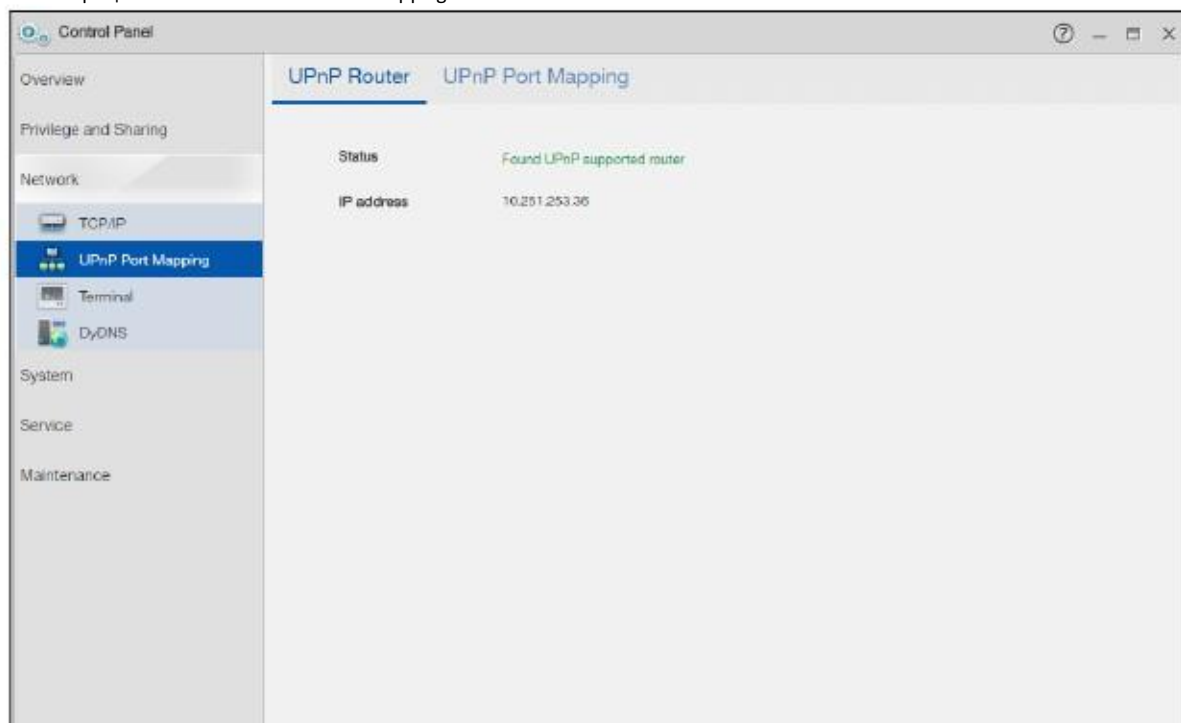 Control Panel
Overview
Privilege and Sharing
Network
TCP/IP
UPnP Port Mapping
Terminal
DyDNS
System
Service
Maintenance
UPnP Router UPnP Port Mapping
Status Found UPnP supported router
IP address 10.251.253.36